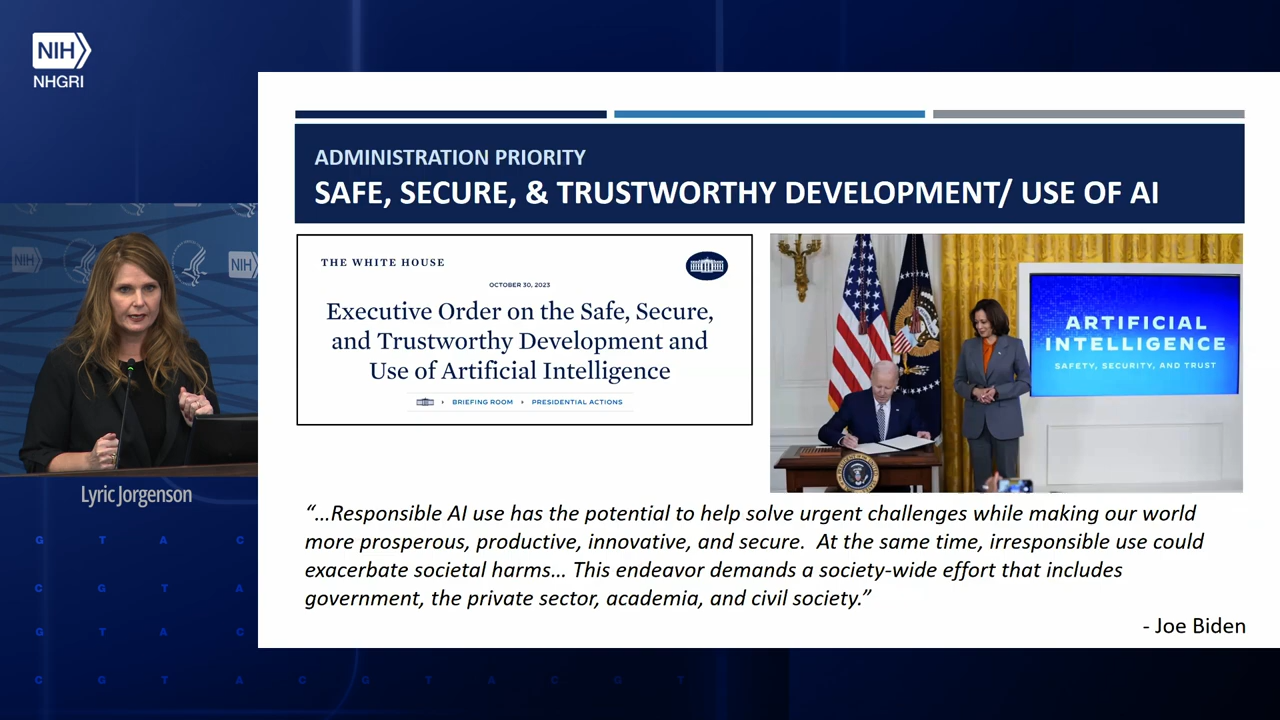 NIH
NHGRI
ADMINISTRATION PRIORITY
SAFE, SECURE, & TRUSTWORTHY DEVELOPMENT/ USE OF AI
THE WHITE HOUSE
OCTOBER 30, 2023
Executive Order on the Safe, Secure,
and Trustworthy Development and
Use of Artificial Intelligence
BRIEFING ROOM
PRESIDENTIAL ACTIONS
ARTIFICIAL
INTELLIGENCE
SAFETY, SECURITY, AND TRUST
NIH
NIH
Lyric Jorgenson
“…Responsible AI use has the potential to help solve urgent challenges while making our world
more prosperous, productive, innovative, and secure.  At the same time, irresponsible use could
exacerbate societal harms… This endeavor demands a society-wide effort that includes
government, the private sector, academia, and civil society.”
- Joe Biden
G T A C
C G T A
G T A C
C G T A C G T A C G T